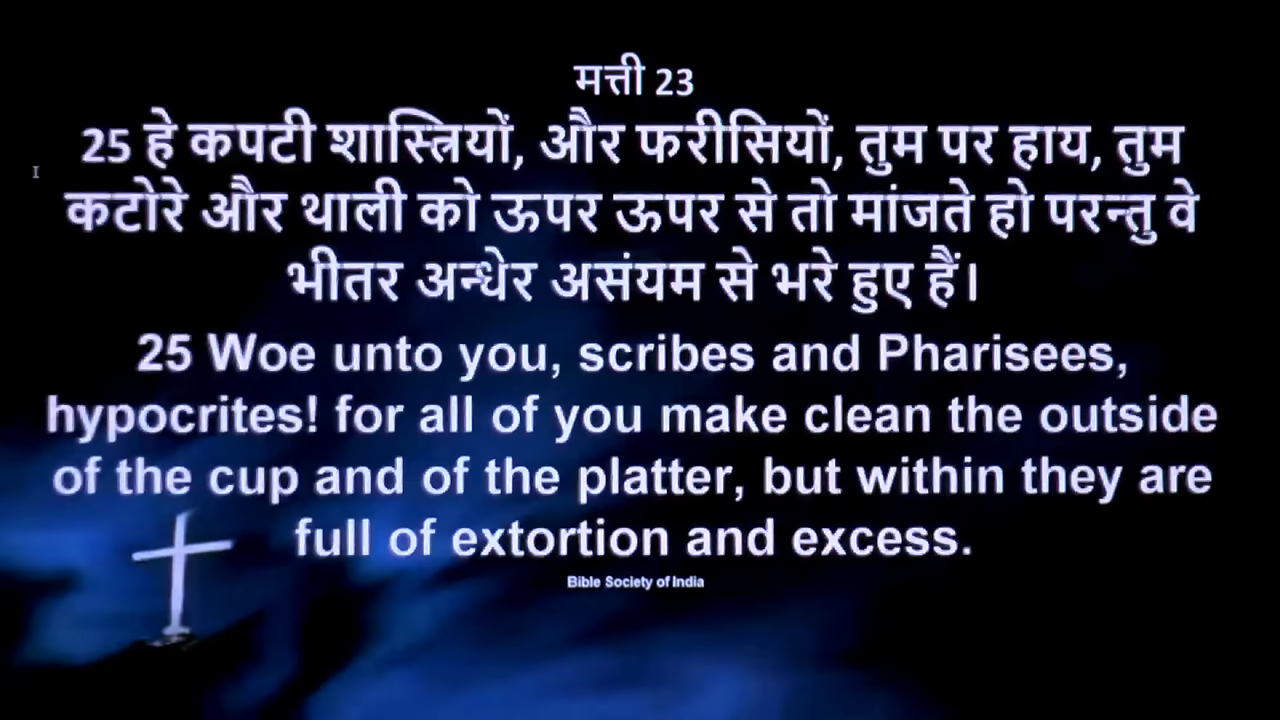 मत्ती 23
25 हे कपटी शास्त्रियों, और फरीसियों, तुम पर हाय, तुम
कटोरे और थाली को ऊपर ऊपर से तो मांजते हो परन्तु वे
भीतर अन्धेर असंयम से भरे हुए हैं।
25 Woe unto you, scribes and Pharisees,
hypocrites! for all of you make clean the outside
of the cup and of the platter, but within they are
full of extortion and excess.
Bible Society of India